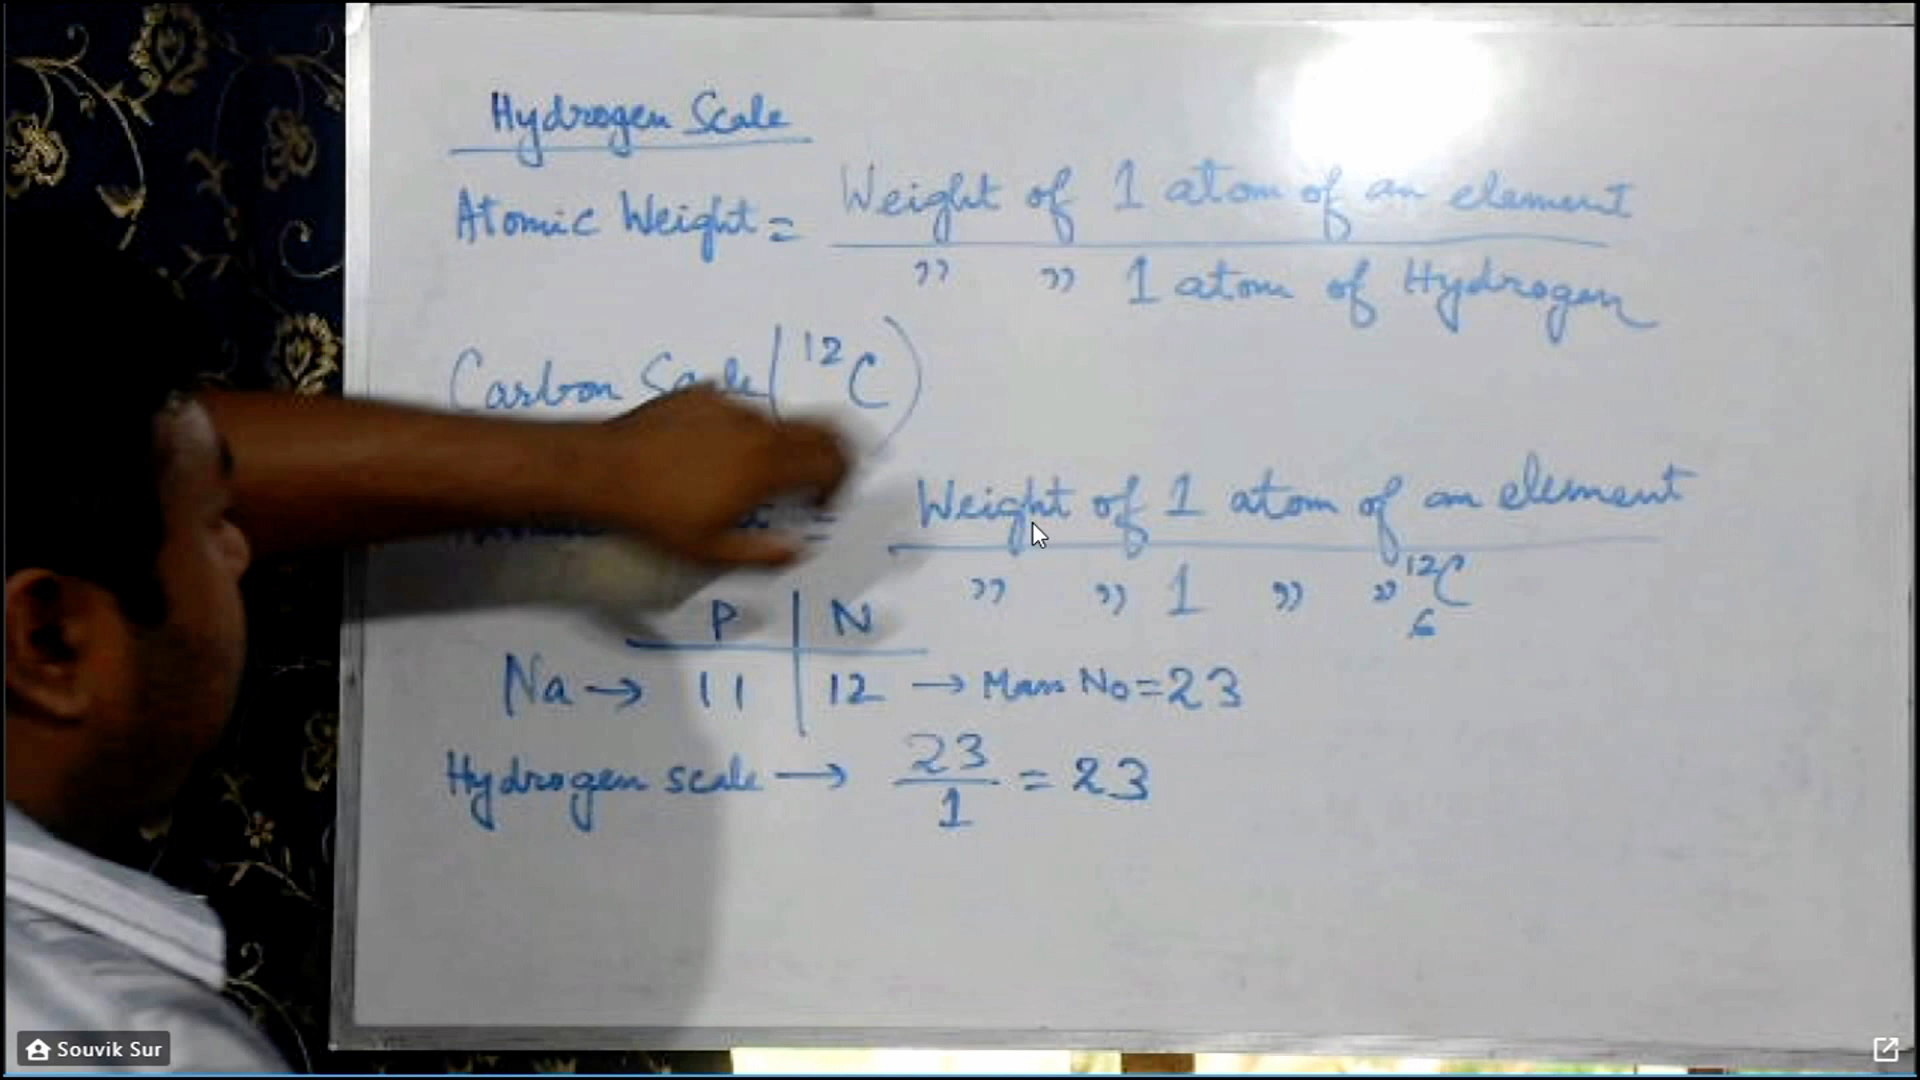 Hydrogen Scale
Atomic Weight = Weight of 1 atom of an element
" " 1 atom of Hydrogen
Carbon Scale (12C)
= Weight of 1 atom of an element
" " 1 " " 12C
6
P | N
Na → 11 | 12 → Mass No = 23
Hydrogen scale → 23/1 = 23
Souvik Sur